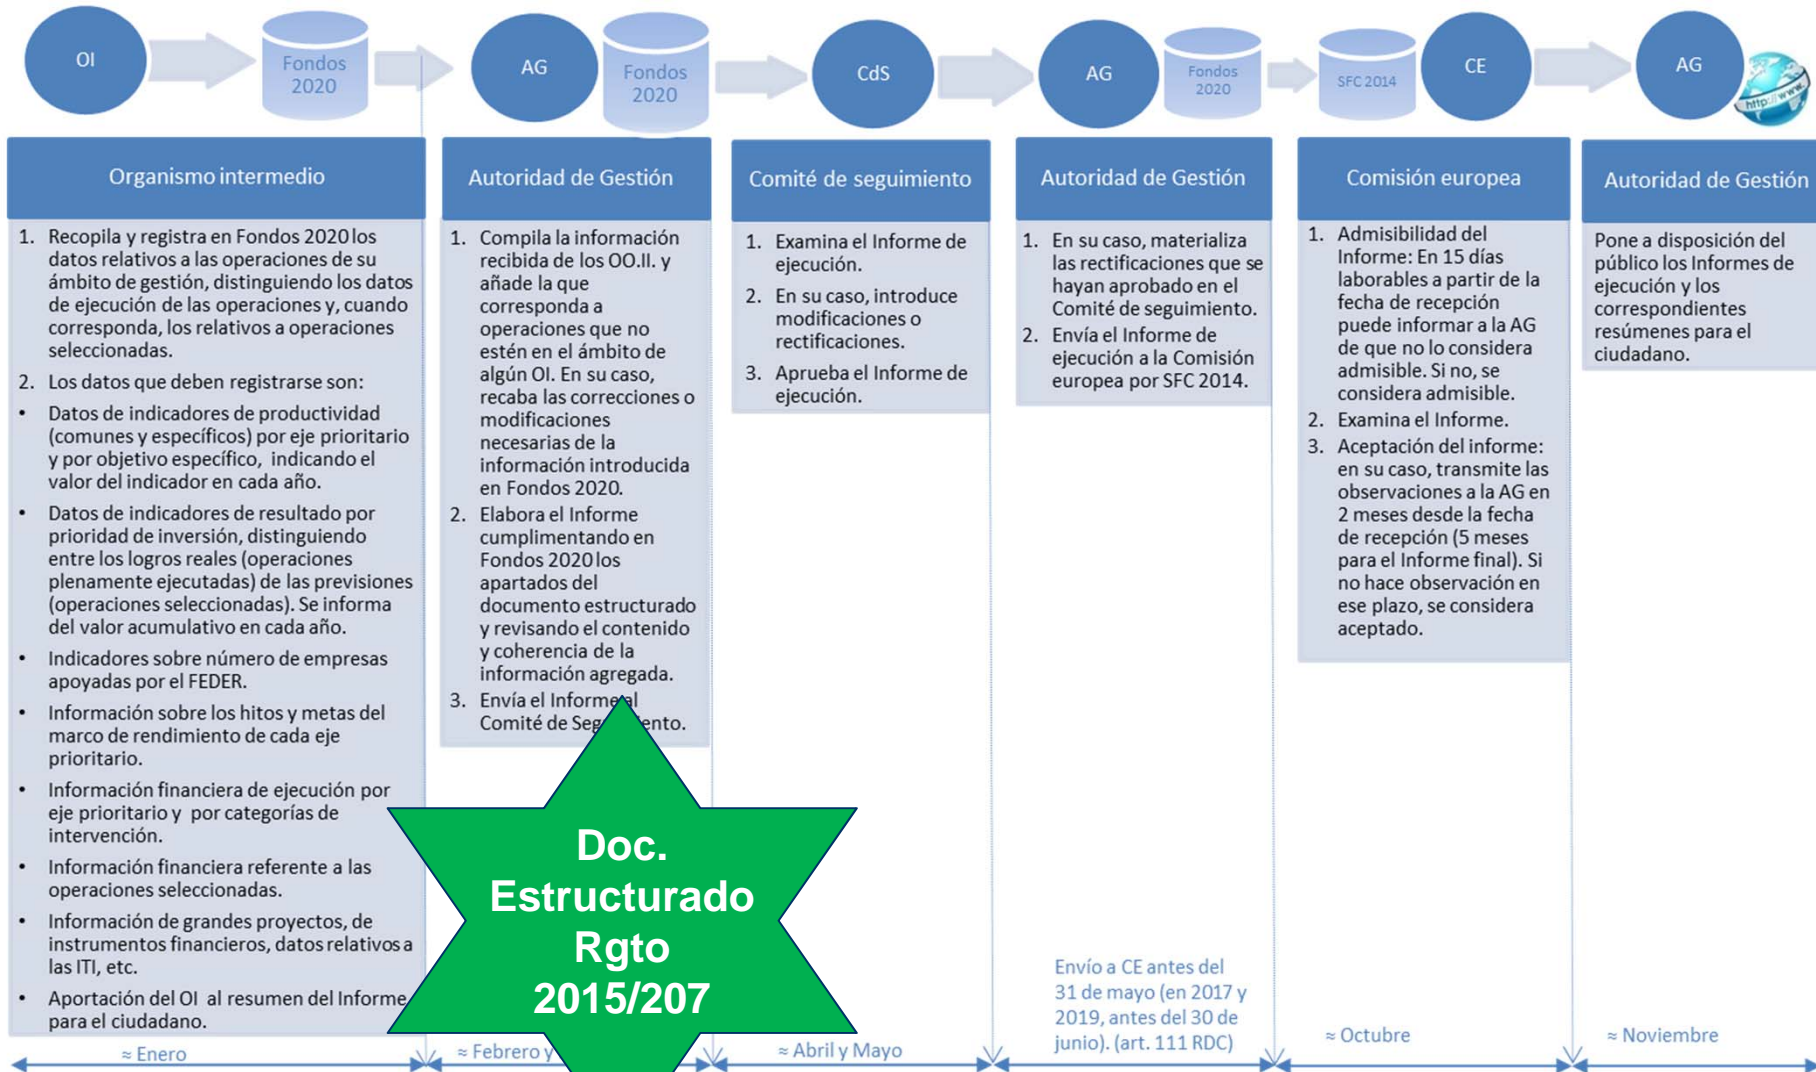 OI
Fondos
2020
AG
Fondos
2020
CdS
AG
Fondos
2020
SFC 2014
CE
AG
http://www.
Organismo intermedio
1. Recopila y registra en Fondos 2020 los
datos relativos a las operaciones de su
ámbito de gestión, distinguiendo los datos
de ejecución de las operaciones y, cuando
corresponda, los relativos a operaciones
seleccionadas.
2. Los datos que deben registrarse son:
• Datos de indicadores de productividad
(comunes y específicos) por eje prioritario
y por objetivo específico, indicando el
valor del indicador en cada año.
• Datos de indicadores de resultado por
prioridad de inversión, distinguiendo
entre los logros reales (operaciones
plenamente ejecutadas) de las previsiones
(operaciones seleccionadas). Se informa
del valor acumulativo en cada año.
• Indicadores sobre número de empresas
apoyadas por el FEDER.
• Información sobre los hitos y metas del
marco de rendimiento de cada eje
prioritario.
• Información financiera de ejecución por
eje prioritario y por categorías de
intervención.
• Información financiera referente a las
operaciones seleccionadas.
• Información de grandes proyectos, de
instrumentos financieros, datos relativos a
las ITI, etc.
• Aportación del OI al resumen del Informe
para el ciudadano.
≈ Enero
Autoridad de Gestión
1. Compila la información
recibida de los OO.II. y
añade la que
corresponda a
operaciones que no
estén en el ámbito de
algún OI. En su caso,
recaba las correcciones o
modificaciones
necesarias de la
información introducida
en Fondos 2020.
2. Elabora el Informe
cumplimentando en
Fondos 2020 los
apartados del
documento estructurado
y revisando el contenido
y coherencia de la
información agregada.
3. Envía el Informe al
Comité de Seguimiento.
Doc.
Estructurado
Rgto
2015/207
≈ Febrero y
Comité de seguimiento
1. Examina el Informe de
ejecución.
2. En su caso, introduce
modificaciones o
rectificaciones.
3. Aprueba el Informe de
ejecución.
≈ Abril y Mayo
Autoridad de Gestión
1. En su caso, materializa
las rectificaciones que se
hayan aprobado en el
Comité de seguimiento.
2. Envía el Informe de
ejecución a la Comisión
europea por SFC 2014.
Envío a CE antes del
31 de mayo (en 2017 y
2019, antes del 30 de
junio). (art. 111 RDC)
Comisión europea
1. Admisibilidad del
Informe: En 15 días
laborables a partir de la
fecha de recepción
puede informar a la AG
de que no lo considera
admisible. Si no, se
considera admisible.
2. Examina el Informe.
3. Aceptación del informe:
en su caso, transmite las
observaciones a la AG en
2 meses desde la fecha
de recepción (5 meses
para el Informe final). Si
no hace observación en
ese plazo, se considera
aceptado.
≈ Octubre
Autoridad de Gestión
Pone a disposición del
público los Informes de
ejecución y los
correspondientes
resúmenes para el
ciudadano.
≈ Noviembre